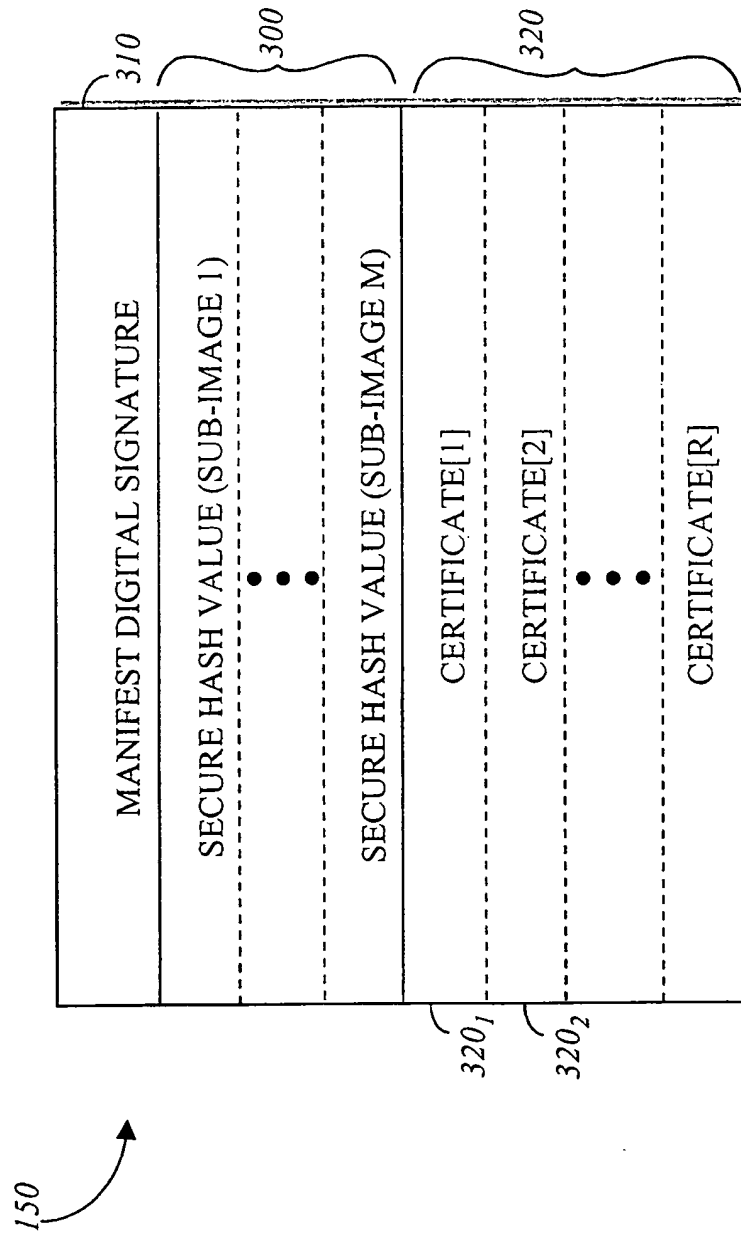 150
310
MANIFEST DIGITAL SIGNATURE
SECURE HASH VALUE (SUB-IMAGE 1)
300
SECURE HASH VALUE (SUB-IMAGE M)
CERTIFICATE[1]
320₁
CERTIFICATE[2]
320₂
320
CERTIFICATE[R]